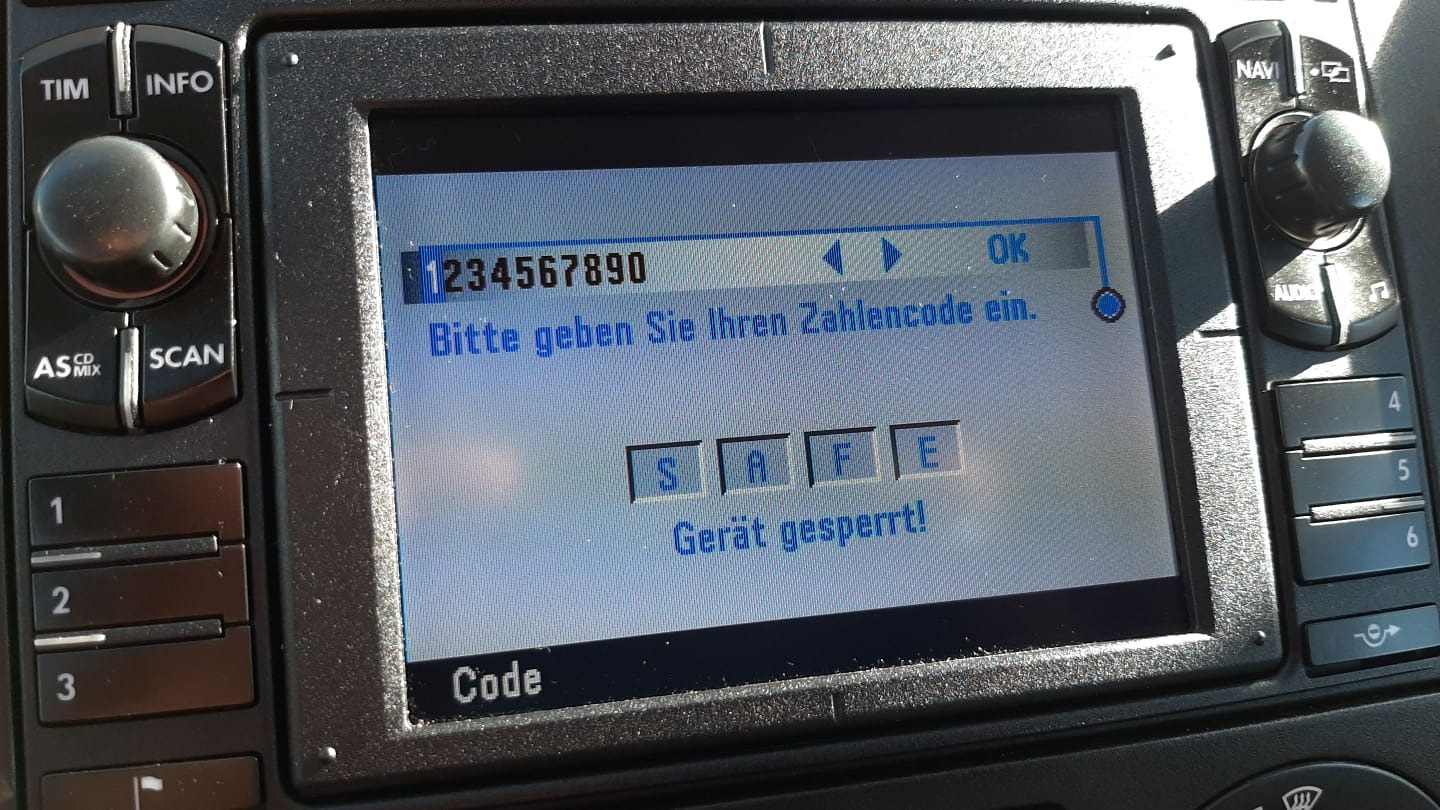 TIM INFO
NAVI
1234567890 OK
Bitte geben Sie Ihren Zahlencode ein.
AS CD MIX SCAN
AUDIO
S A F E
Gerät gesperrt!
1
2
3
4
5
6
Code